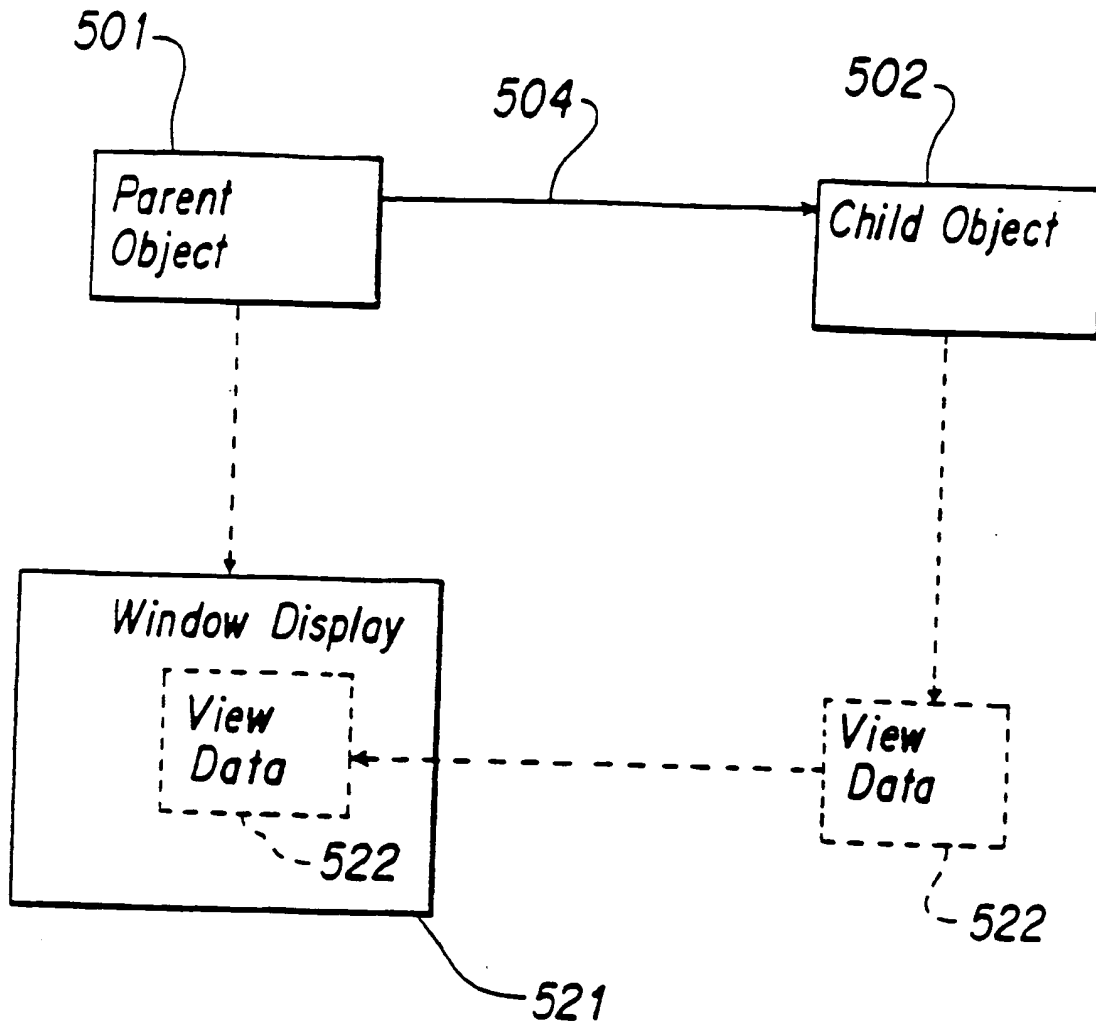 501
504
502
Parent
Object
Child Object
Window Display
View
Data
522
View
Data
522
521